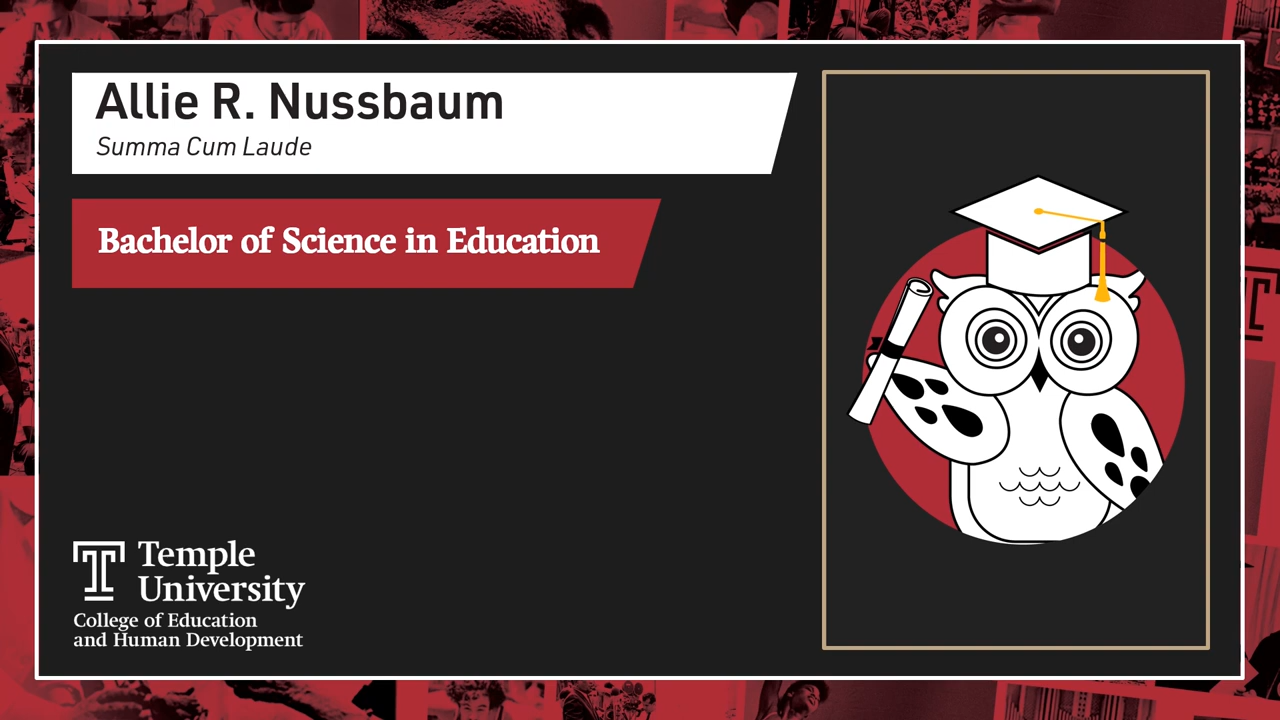 Allie R. Nussbaum
Summa Cum Laude
Bachelor of Science in Education
Temple
University
College of Education
and Human Development